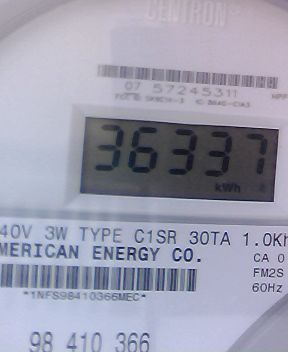 CENTRON®
07 57245311
36337
kWh
40V 3W TYPE C1SR 30TA 1.0Kh
MERICAN ENERGY CO.
CA 0
FM2S
60Hz
*1NFS98410366MEC*
98 410 366